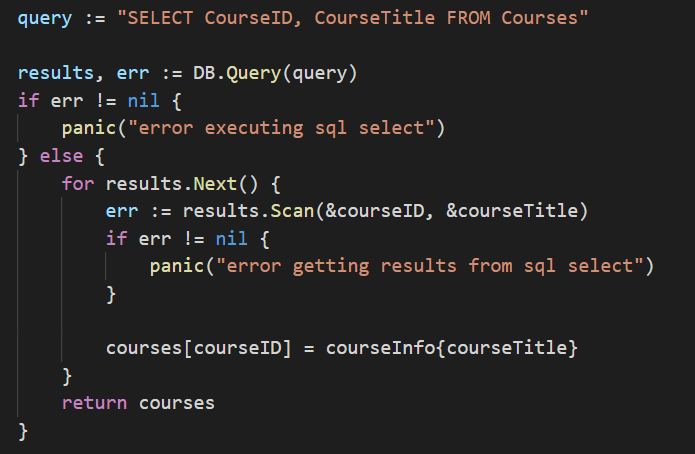 query := "SELECT CourseID, CourseTitle FROM Courses"
results, err := DB.Query(query)
if err != nil {
panic("error executing sql select")
} else {
for results.Next() {
err := results.Scan(&courseID, &courseTitle)
if err != nil {
panic("error getting results from sql select")
}
courses[courseID] = courseInfo{courseTitle}
}
return courses
}